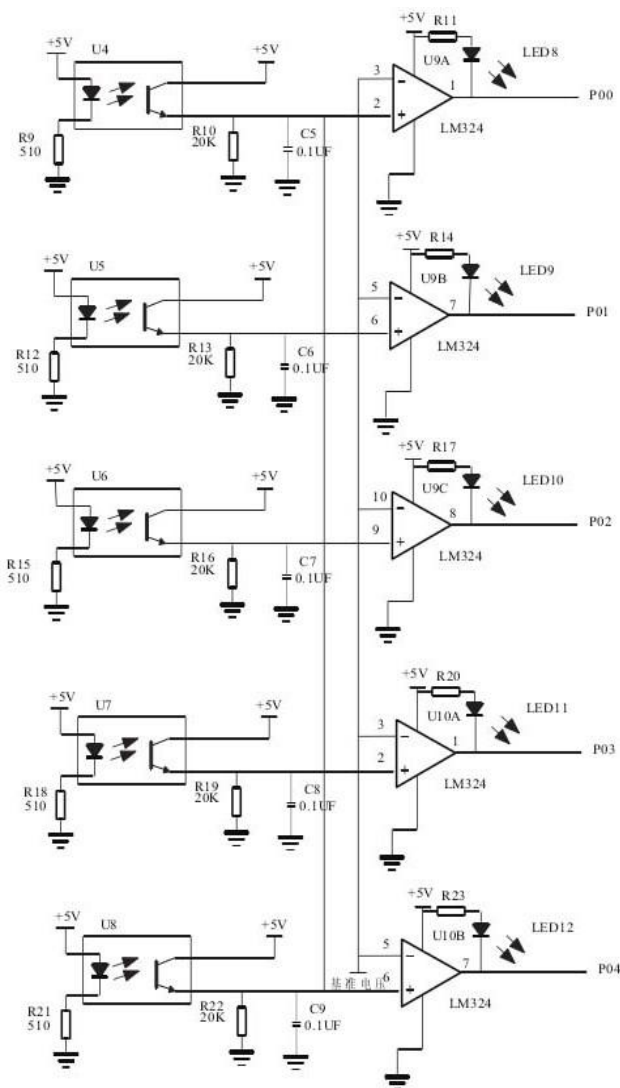 +5V
U4
+5V
+5V
R11
3
U9A
1
LED8
P00
2
LM324
R9
510
R10
20K
C5
0.1UF
+5V
U5
+5V
+5V
R14
5
U9B
7
LED9
P01
6
LM324
R12
510
R13
20K
C6
0.1UF
+5V
U6
+5V
+5V
R17
10
U9C
8
LED10
P02
9
LM324
R15
510
R16
20K
C7
0.1UF
+5V
U7
+5V
+5V
R20
3
U10A
1
LED11
P03
2
LM324
R18
510
R19
20K
C8
0.1UF
+5V
U8
+5V
+5V
R23
5
U10B
7
LED12
P04
基准电压
6
LM324
R21
510
R22
20K
C9
0.1UF